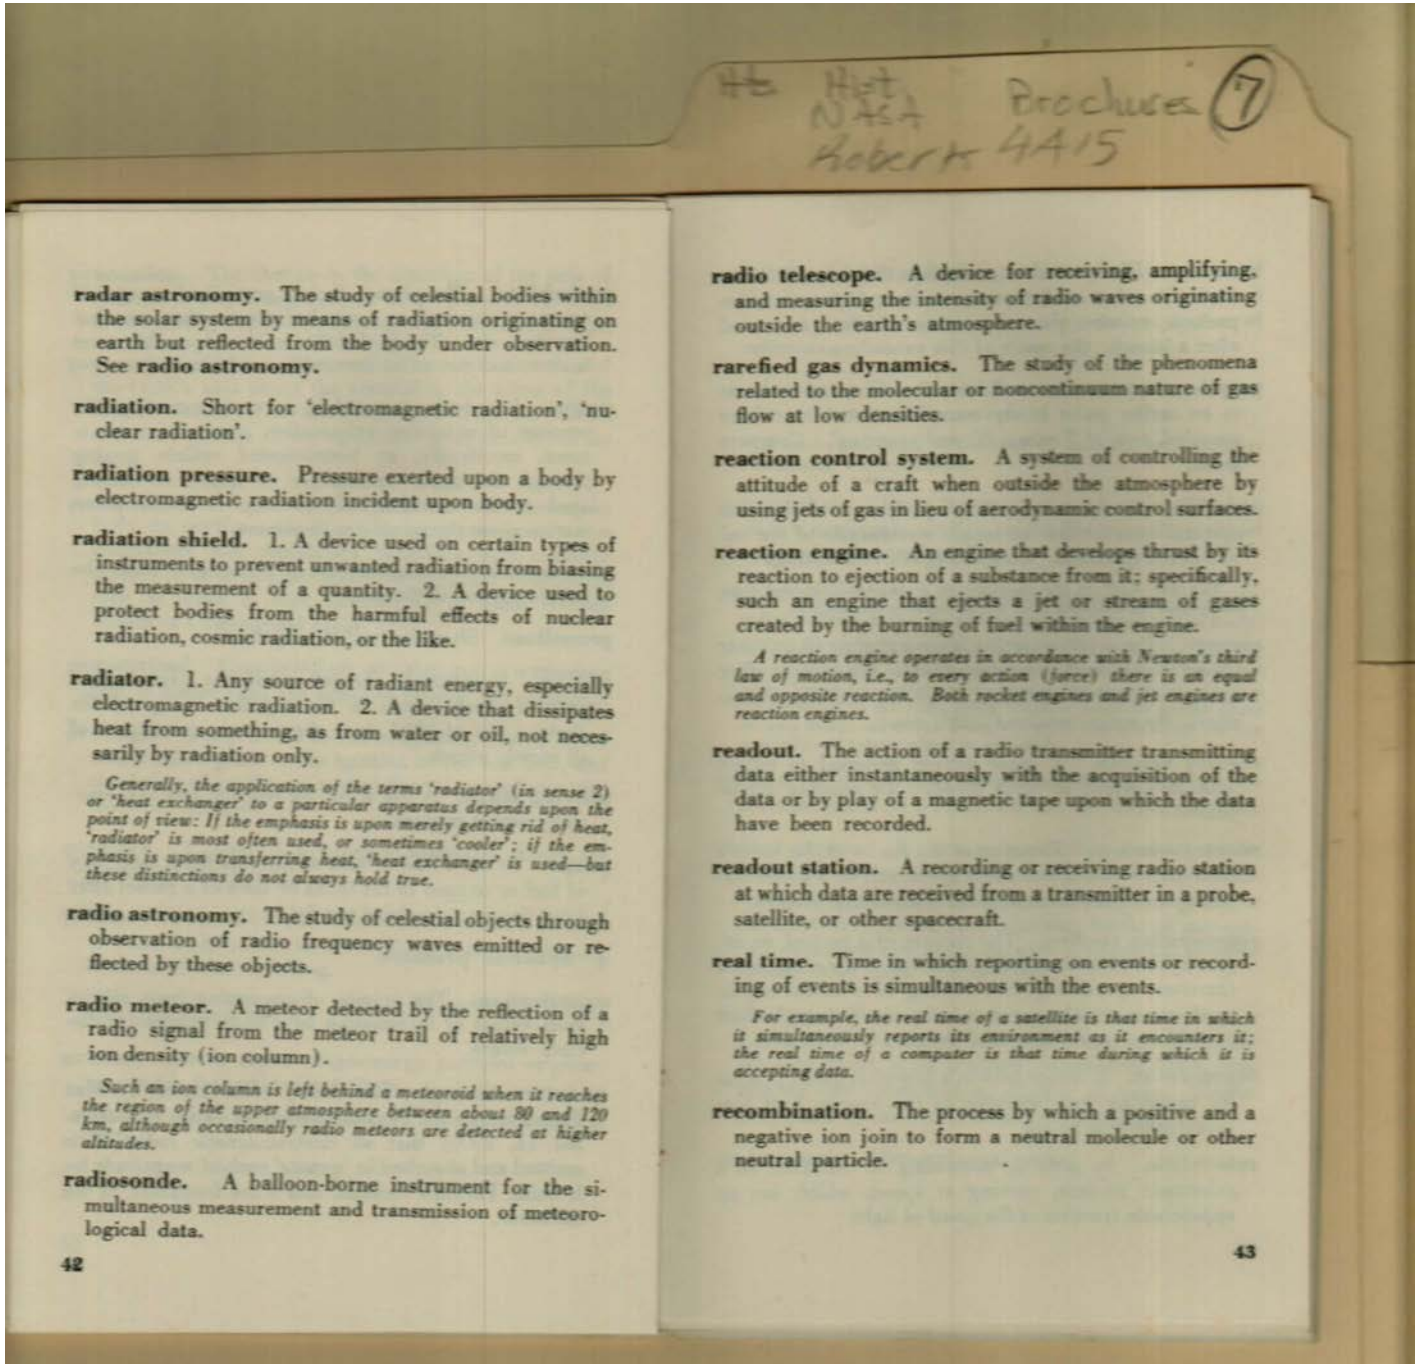 Hist
NASA
Brochures 7
Roberts 4A15
radar astronomy. The study of celestial bodies within
the solar system by means of radiation originating on
earth but reflected from the body under observation.
See radio astronomy.
radiation. Short for ‘electromagnetic radiation’, ‘nu-
clear radiation’.
radiation pressure. Pressure exerted upon a body by
electromagnetic radiation incident upon body.
radiation shield. 1. A device used on certain types of
instruments to prevent unwanted radiation from biasing
the measurement of a quantity. 2. A device used to
protect bodies from the harmful effects of nuclear
radiation, cosmic radiation, or the like.
radiator. 1. Any source of radiant energy, especially
electromagnetic radiation. 2. A device that dissipates
heat from something, as from water or oil, not neces-
sarily by radiation only.
Generally, the application of the terms ‘radiator’ (in sense 2)
or ‘heat exchanger’ to a particular apparatus depends upon the
point of view: If the emphasis is upon merely getting rid of heat,
‘radiator’ is most often used, or sometimes ‘cooler’; if the em-
phasis is upon transferring heat, ‘heat exchanger’ is used—but
these distinctions do not always hold true.
radio astronomy. The study of celestial objects through
observation of radio frequency waves emitted or re-
flected by these objects.
radio meteor. A meteor detected by the reflection of a
radio signal from the meteor trail of relatively high
ion density (ion column).
Such an ion column is left behind a meteoroid when it reaches
the region of the upper atmosphere between about 80 and 120
km, although occasionally radio meteors are detected at higher
altitudes.
radiosonde. A balloon-borne instrument for the si-
multaneous measurement and transmission of meteoro-
logical data.
42
radio telescope. A device for receiving, amplifying,
and measuring the intensity of radio waves originating
outside the earth's atmosphere.
rarefied gas dynamics. The study of the phenomena
related to the molecular or noncontinuum nature of gas
flow at low densities.
reaction control system. A system of controlling the
attitude of a craft when outside the atmosphere by
using jets of gas in lieu of aerodynamic control surfaces.
reaction engine. An engine that develops thrust by its
reaction to ejection of a substance from it; specifically,
such an engine that ejects a jet or stream of gases
created by the burning of fuel within the engine.
A reaction engine operates in accordance with Newton's third
law of motion, i.e., to every action (force) there is an equal
and opposite reaction. Both rocket engines and jet engines are
reaction engines.
readout. The action of a radio transmitter transmitting
data either instantaneously with the acquisition of the
data or by play of a magnetic tape upon which the data
have been recorded.
readout station. A recording or receiving radio station
at which data are received from a transmitter in a probe,
satellite, or other spacecraft.
real time. Time in which reporting on events or record-
ing of events is simultaneous with the events.
For example, the real time of a satellite is that time in which
it simultaneously reports its environment as it encounters it;
the real time of a computer is that time during which it is
accepting data.
recombination. The process by which a positive and a
negative ion join to form a neutral molecule or other
neutral particle.
43